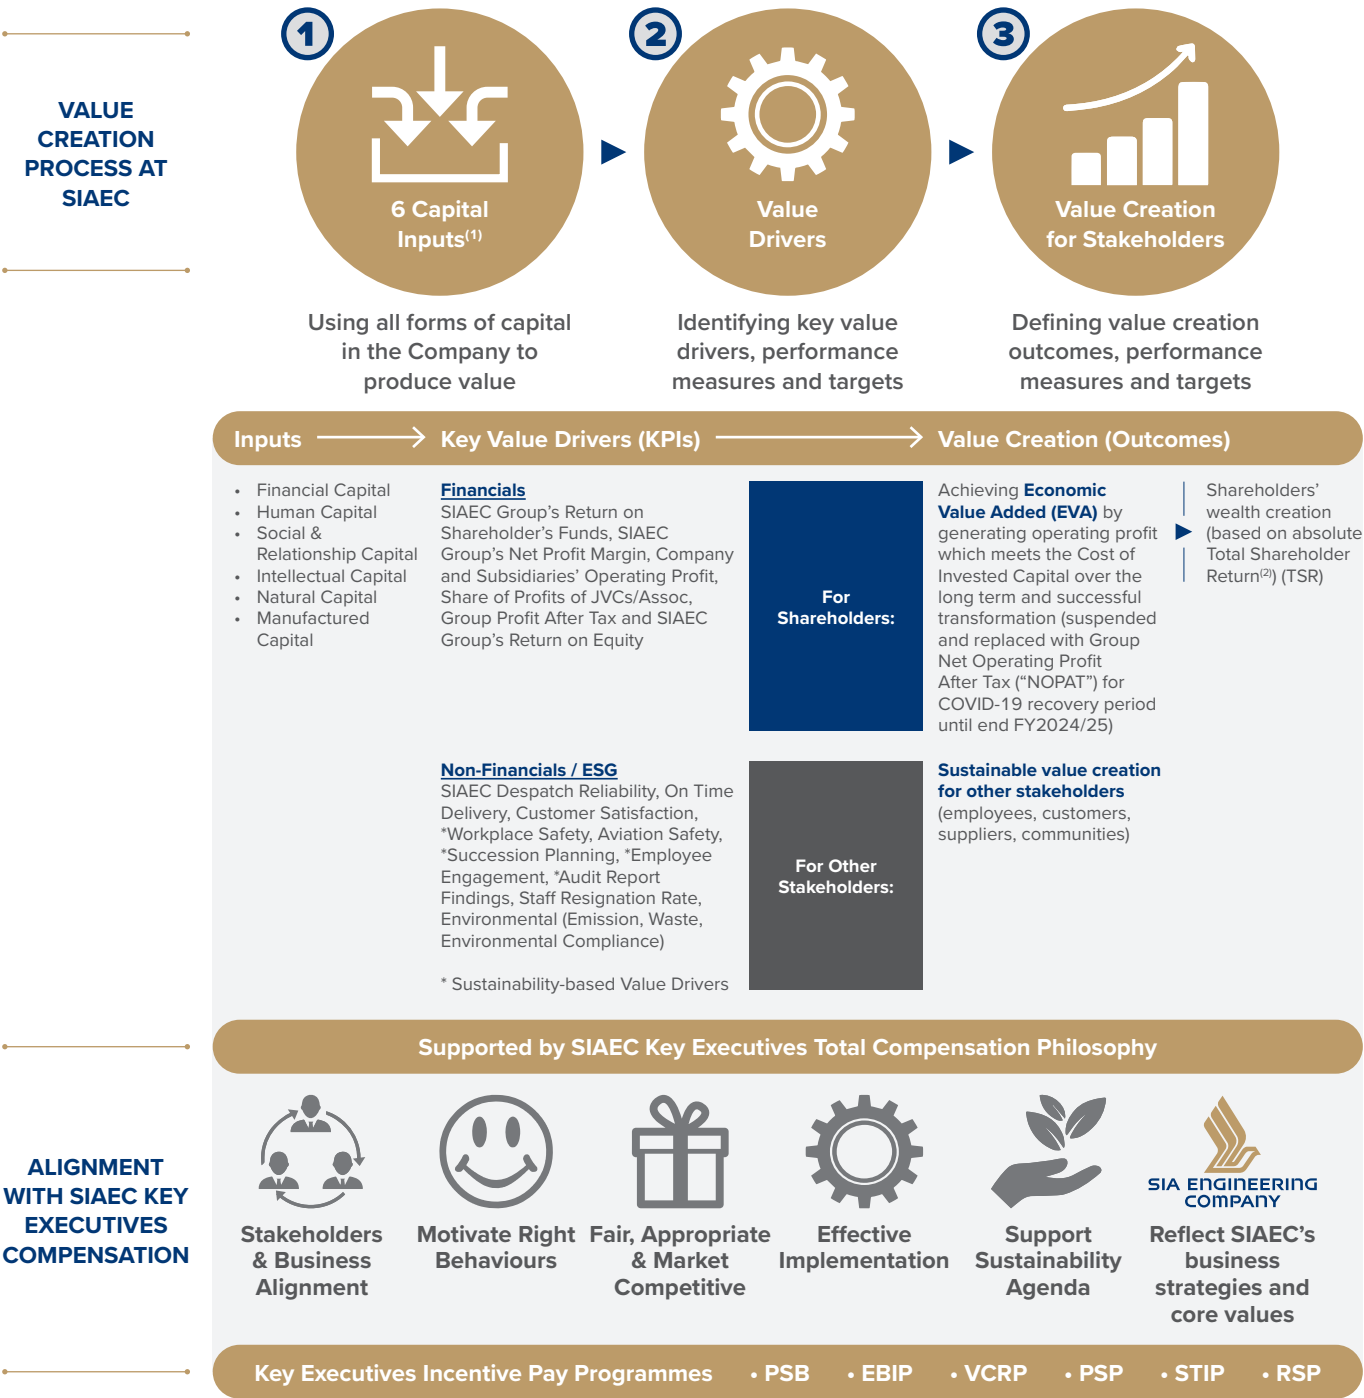 VALUE
CREATION
PROCESS AT
SIAEC
1
6 Capital
Inputs(1)
2
Value
Drivers
3
Value Creation
for Stakeholders
Using all forms of capital
in the Company to
produce value
Identifying key value
drivers, performance
measures and targets
Defining value creation
outcomes, performance
measures and targets
Inputs
Key Value Drivers (KPIs)
Value Creation (Outcomes)
• Financial Capital
• Human Capital
• Social &
Relationship Capital
• Intellectual Capital
• Natural Capital
• Manufactured
Capital
Financials
SIAEC Group’s Return on
Shareholder’s Funds, SIAEC
Group’s Net Profit Margin, Company
and Subsidiaries’ Operating Profit,
Share of Profits of JVCs/Assoc,
Group Profit After Tax and SIAEC
Group’s Return on Equity
For
Shareholders:
Achieving Economic
Value Added (EVA) by
generating operating profit
which meets the Cost of
Invested Capital over the
long term and successful
transformation (suspended
and replaced with Group
Net Operating Profit
After Tax (“NOPAT”) for
COVID-19 recovery period
until end FY2024/25)
Shareholders’
wealth creation
(based on absolute
Total Shareholder
Return(2)) (TSR)
Non-Financials / ESG
SIAEC Despatch Reliability, On Time
Delivery, Customer Satisfaction,
*Workplace Safety, Aviation Safety,
*Succession Planning, *Employee
Engagement, *Audit Report
Findings, Staff Resignation Rate,
Environmental (Emission, Waste,
Environmental Compliance)
* Sustainability-based Value Drivers
For Other
Stakeholders:
Sustainable value creation
for other stakeholders
(employees, customers,
suppliers, communities)
Supported by SIAEC Key Executives Total Compensation Philosophy
ALIGNMENT
WITH SIAEC KEY
EXECUTIVES
COMPENSATION
Stakeholders
& Business
Alignment
Motivate Right
Behaviours
Fair, Appropriate
& Market
Competitive
Effective
Implementation
Support
Sustainability
Agenda
SIA ENGINEERING
COMPANY
Reflect SIAEC’s
business
strategies and
core values
Key Executives Incentive Pay Programmes • PSB • EBIP • VCRP • PSP • STIP • RSP